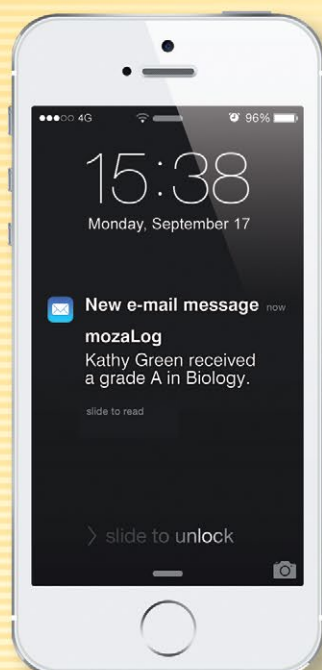 4G 96%
15:38
Monday, September 17
New e-mail message now
mozaLog
Kathy Green received
a grade A in Biology.
slide to read
> slide to unlock